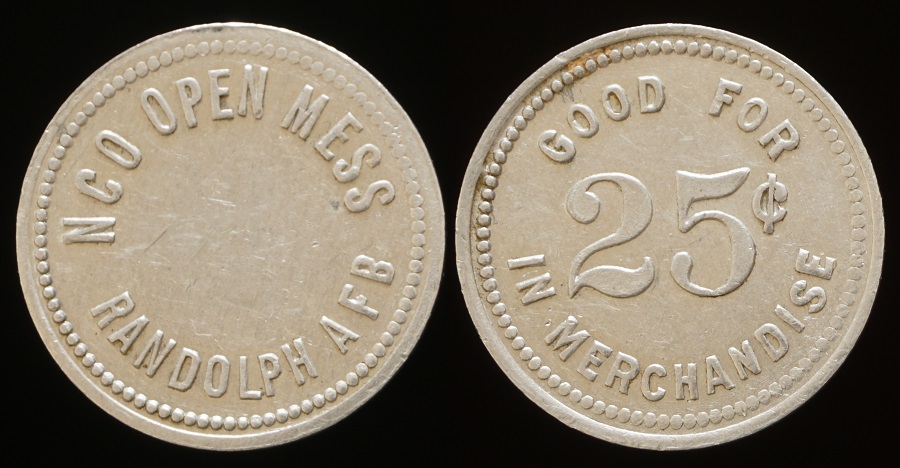 NCO OPEN MESS
RANDOLPH AFB
GOOD FOR
25¢
IN MERCHANDISE